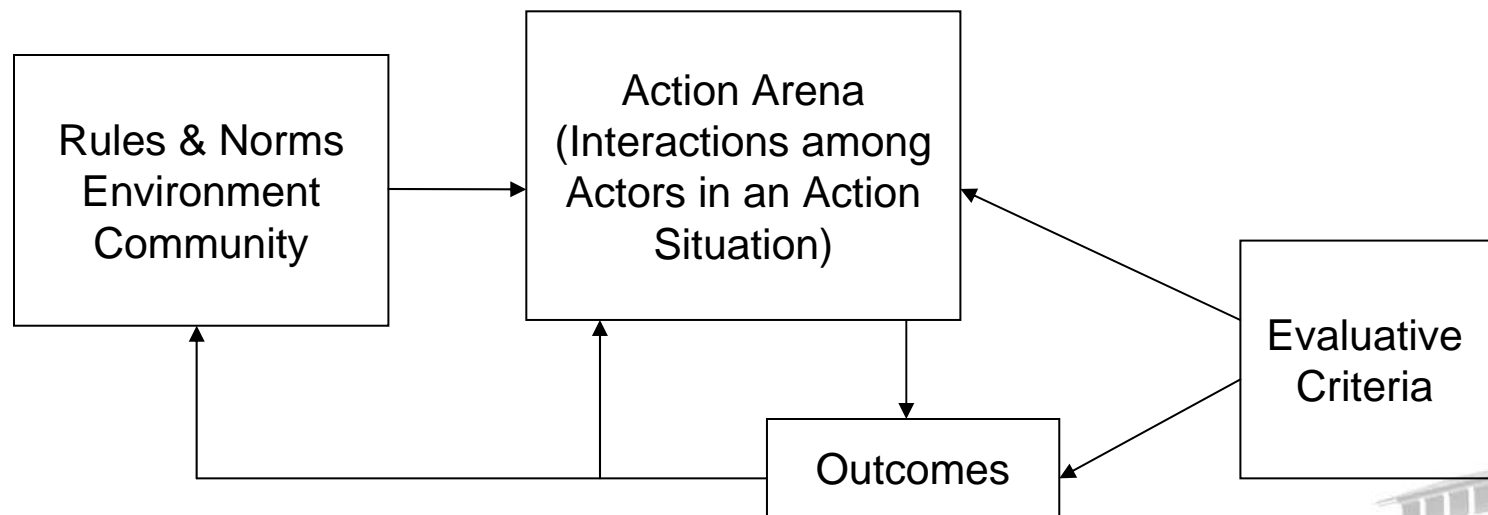 Rules & Norms
Environment
Community
Action Arena
(Interactions among
Actors in an Action
Situation)
Evaluative
Criteria
Outcomes